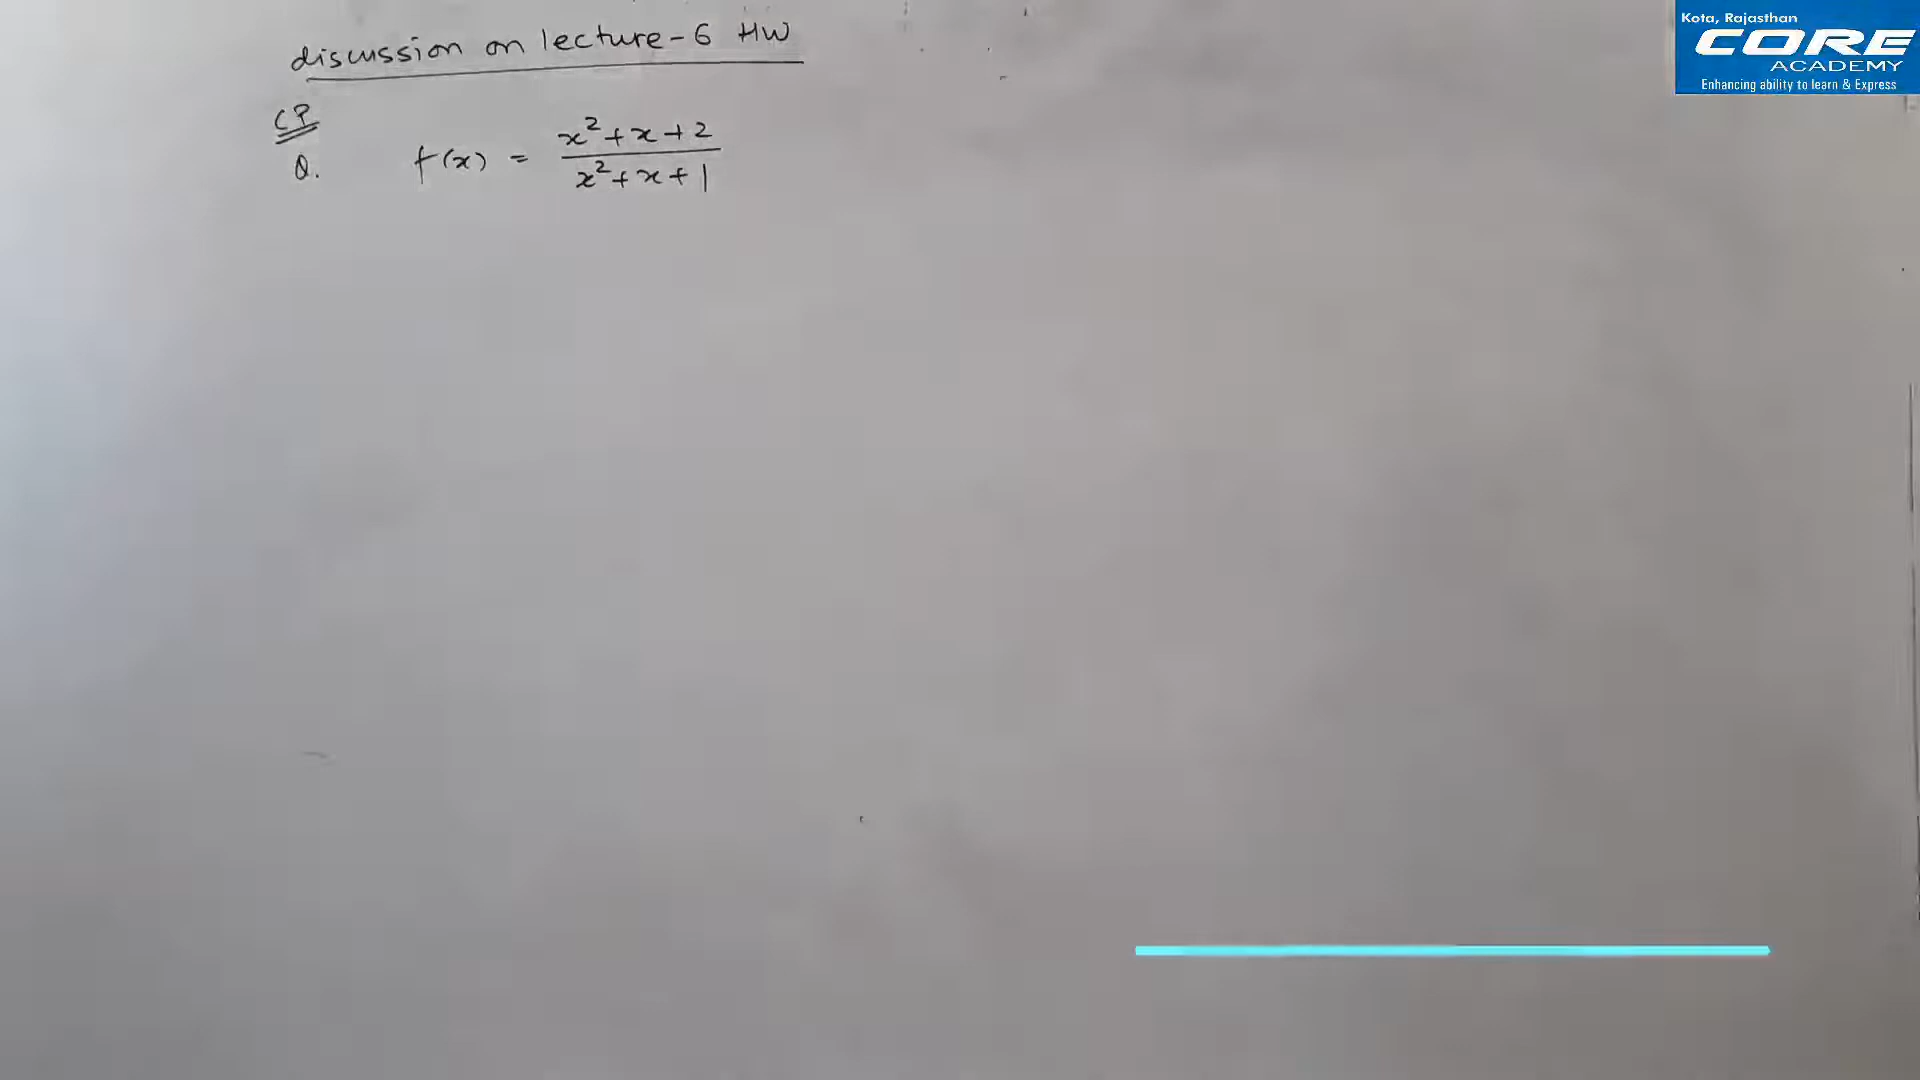 discussion on lecture-6 HW
CP
Q. f(x) = x²+x+2 / x²+x+1
Kota, Rajasthan
CORE
ACADEMY
Enhancing ability to learn & Express